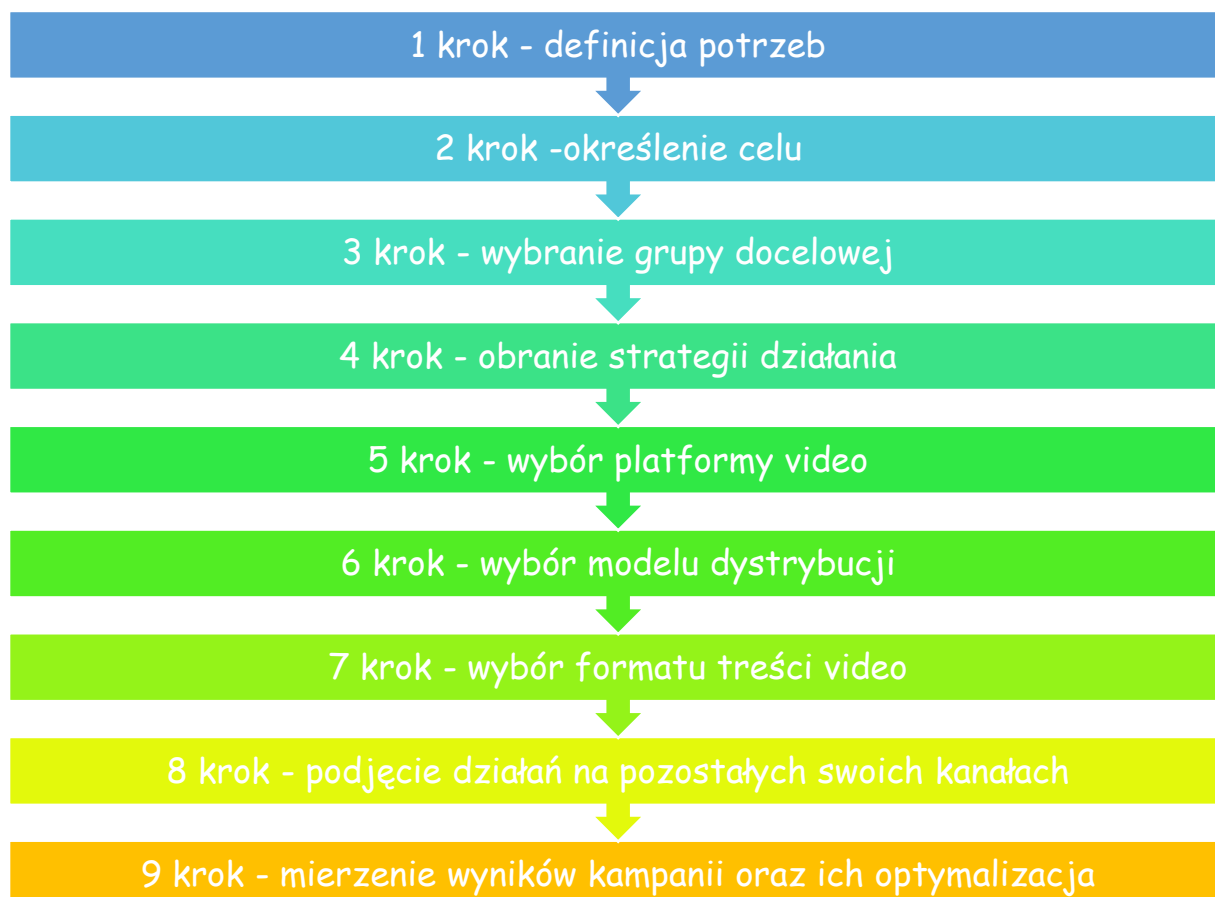 1 krok - definicja potrzeb
2 krok -określenie celu
3 krok - wybranie grupy docelowej
4 krok - obranie strategii działania
5 krok - wybór platformy video
6 krok - wybór modelu dystrybucji
7 krok - wybór formatu treści video
8 krok - podjęcie działań na pozostałych swoich kanałach
9 krok - mierzenie wyników kampanii oraz ich optymalizacja